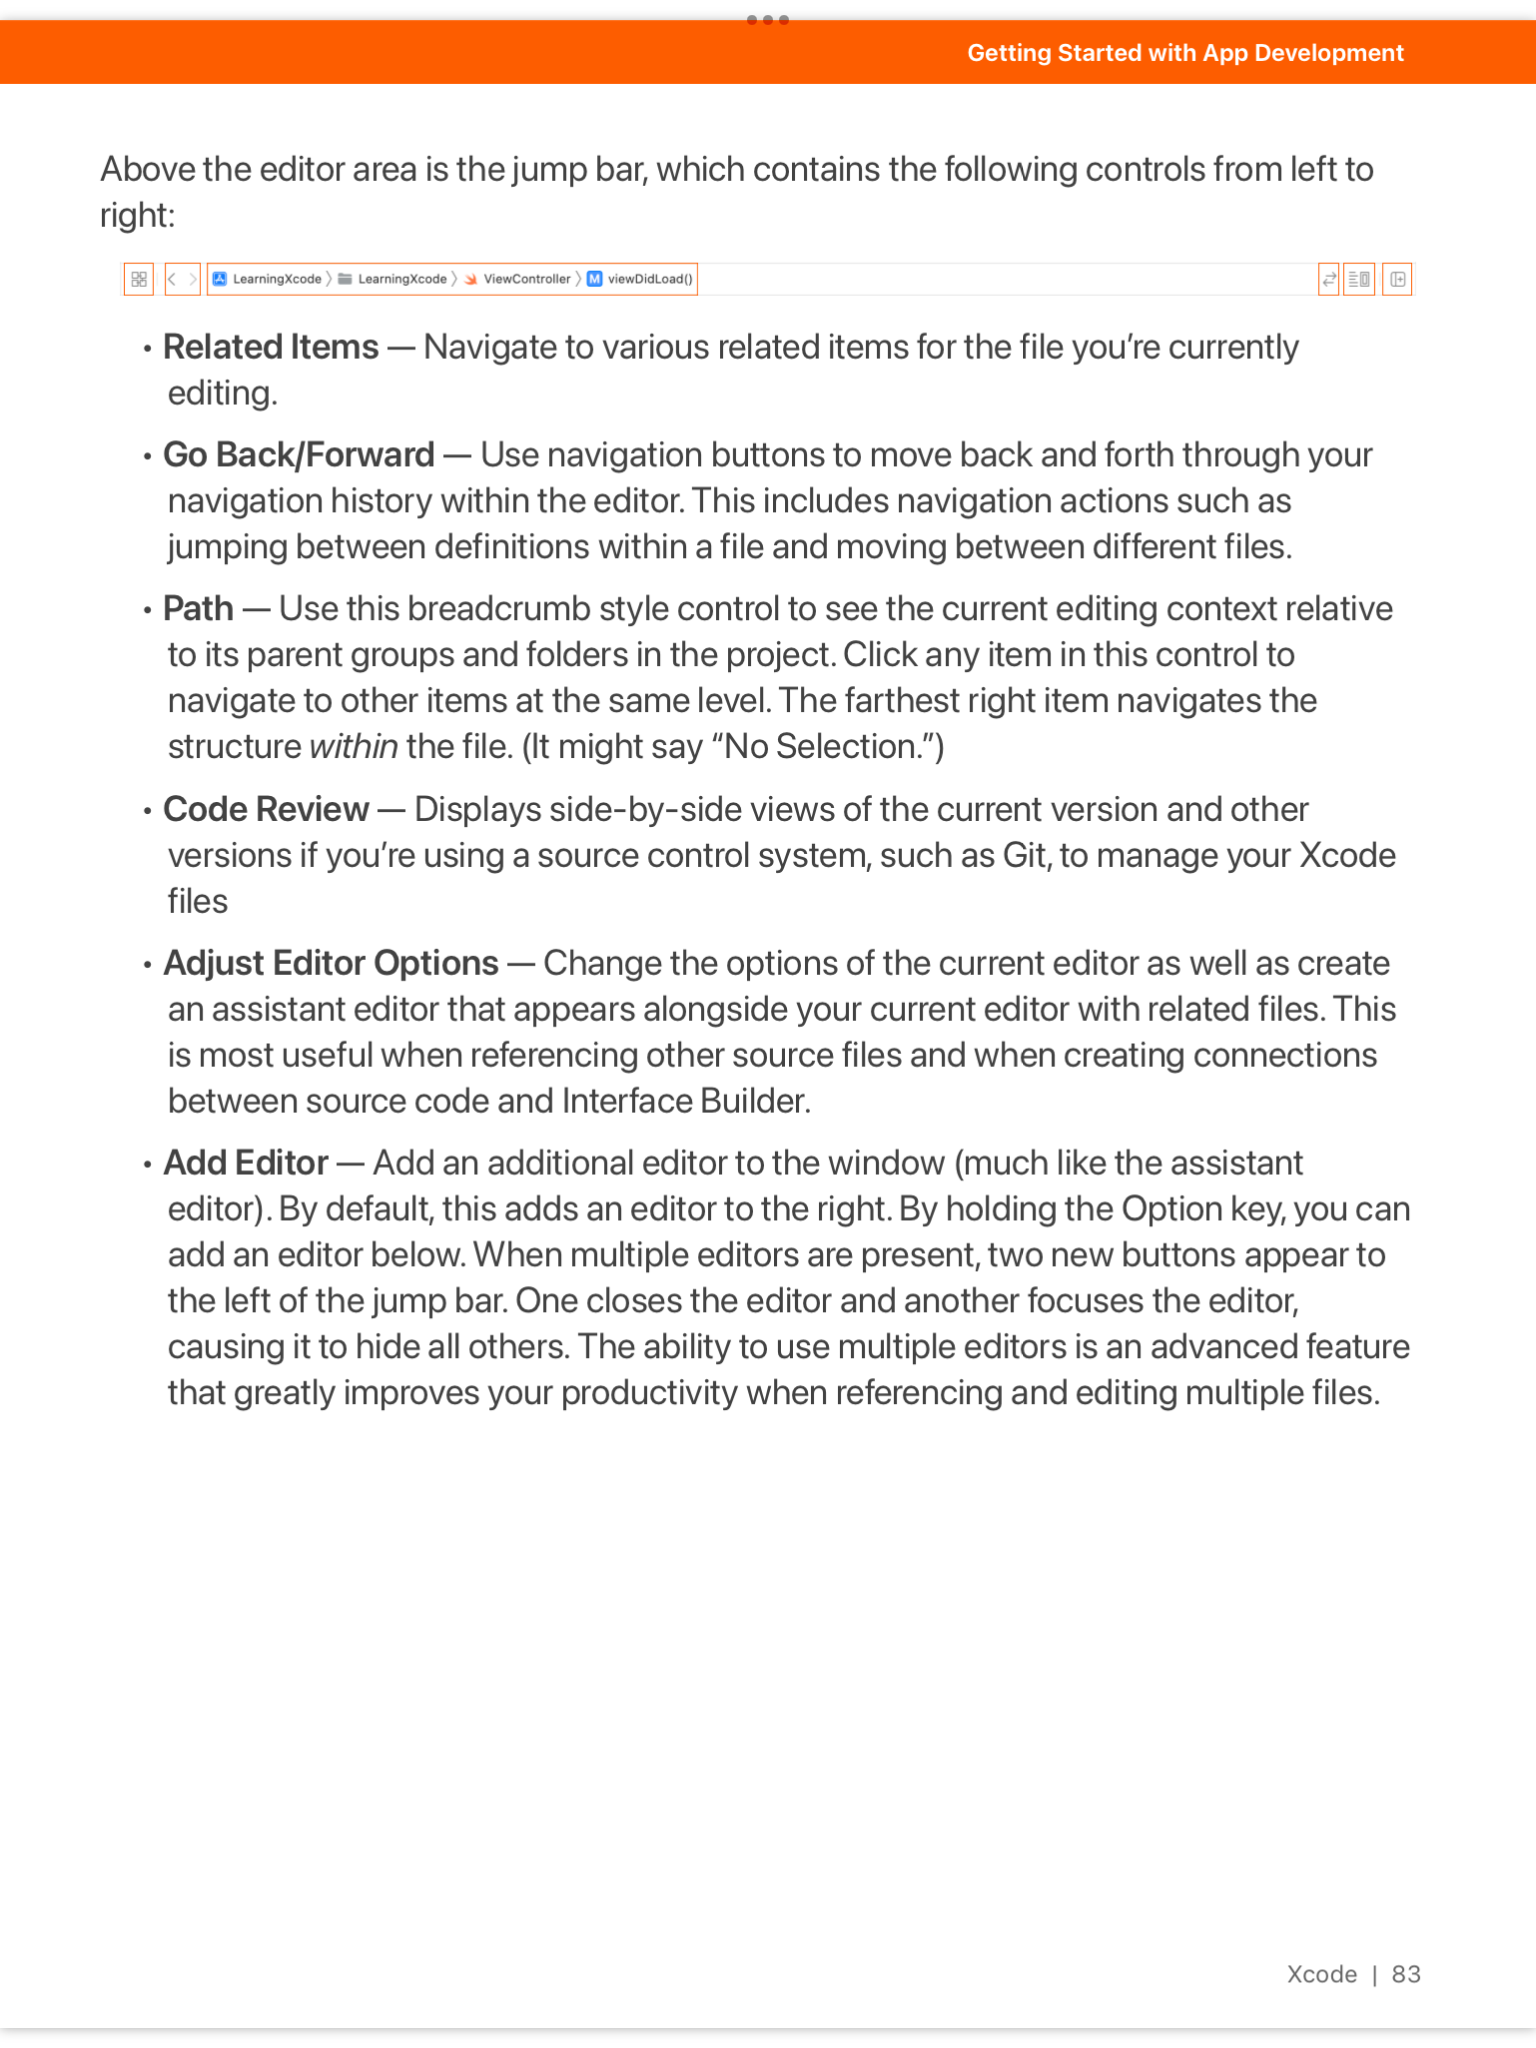 Getting Started with App Development
Above the editor area is the jump bar, which contains the following controls from left to
right:
LearningXcode 〉 LearningXcode 〉 ViewController 〉 M viewDidLoad()
• Related Items — Navigate to various related items for the file you’re currently
editing.
• Go Back/Forward — Use navigation buttons to move back and forth through your
navigation history within the editor. This includes navigation actions such as
jumping between definitions within a file and moving between different files.
• Path — Use this breadcrumb style control to see the current editing context relative
to its parent groups and folders in the project. Click any item in this control to
navigate to other items at the same level. The farthest right item navigates the
structure within the file. (It might say “No Selection.”)
• Code Review — Displays side-by-side views of the current version and other
versions if you’re using a source control system, such as Git, to manage your Xcode
files
• Adjust Editor Options — Change the options of the current editor as well as create
an assistant editor that appears alongside your current editor with related files. This
is most useful when referencing other source files and when creating connections
between source code and Interface Builder.
• Add Editor — Add an additional editor to the window (much like the assistant
editor). By default, this adds an editor to the right. By holding the Option key, you can
add an editor below. When multiple editors are present, two new buttons appear to
the left of the jump bar. One closes the editor and another focuses the editor,
causing it to hide all others. The ability to use multiple editors is an advanced feature
that greatly improves your productivity when referencing and editing multiple files.
Xcode | 83